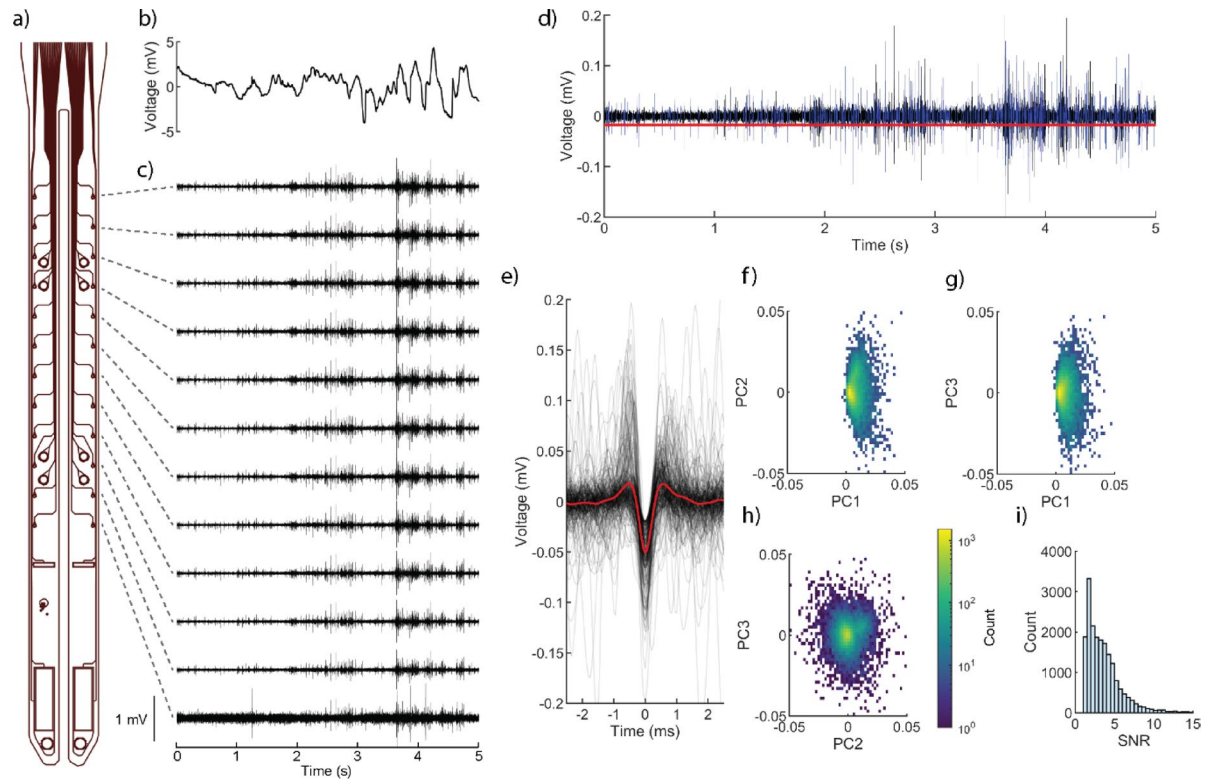 a)
b)
Voltage (mV)
5
0
-5
c)
1 mV
0 1 2 3 4 5
Time (s)
d)
Voltage (mV)
0.2
0.1
0
-0.1
0.2
0 1 2 3 4 5
Time (s)
e)
Voltage (mV)
0.2
0.15
0.1
0.05
0
-0.05
-0.1
-0.15
-0.2
-2 -1 0 1 2
Time (ms)
f)
PC2
0.05
0
-0.05
-0.05 0 0.05
PC1
g)
PC3
0.05
0
-0.05
-0.05 0 0.05
PC1
h)
PC3
0.05
0
-0.05
-0.05 0 0.05
PC2
10³
10²
10¹
10⁰
Count
i)
Count
4000
3000
2000
1000
0
0 5 10 15
SNR